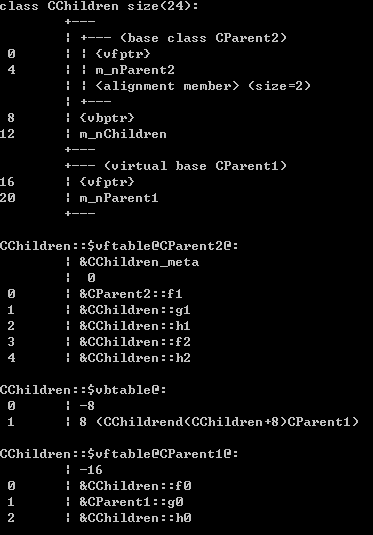 class CChildren size(24):
        +---
        | +--- (base class CParent2)
 0      | | {vfptr}
 4      | | m_nParent2
        | | <alignment member> (size=2)
        | +---
 8      | {vbptr}
12      | m_nChildren
        +---
        +--- (virtual base CParent1)
16      | {vfptr}
20      | m_nParent1
        +---
CChildren::$vftable@CParent2@:
        | &CChildren_meta
        |  0
 0      | &CParent2::f1
 1      | &CChildren::g1
 2      | &CChildren::h1
 3      | &CChildren::f2
 4      | &CChildren::h2
CChildren::$vbtable@:
 0      | -8
 1      | 8 (CChildrend(CChildren+8)CParent1)
CChildren::$vftable@CParent1@:
        | -16
 0      | &CChildren::f0
 1      | &CParent1::g0
 2      | &CChildren::h0